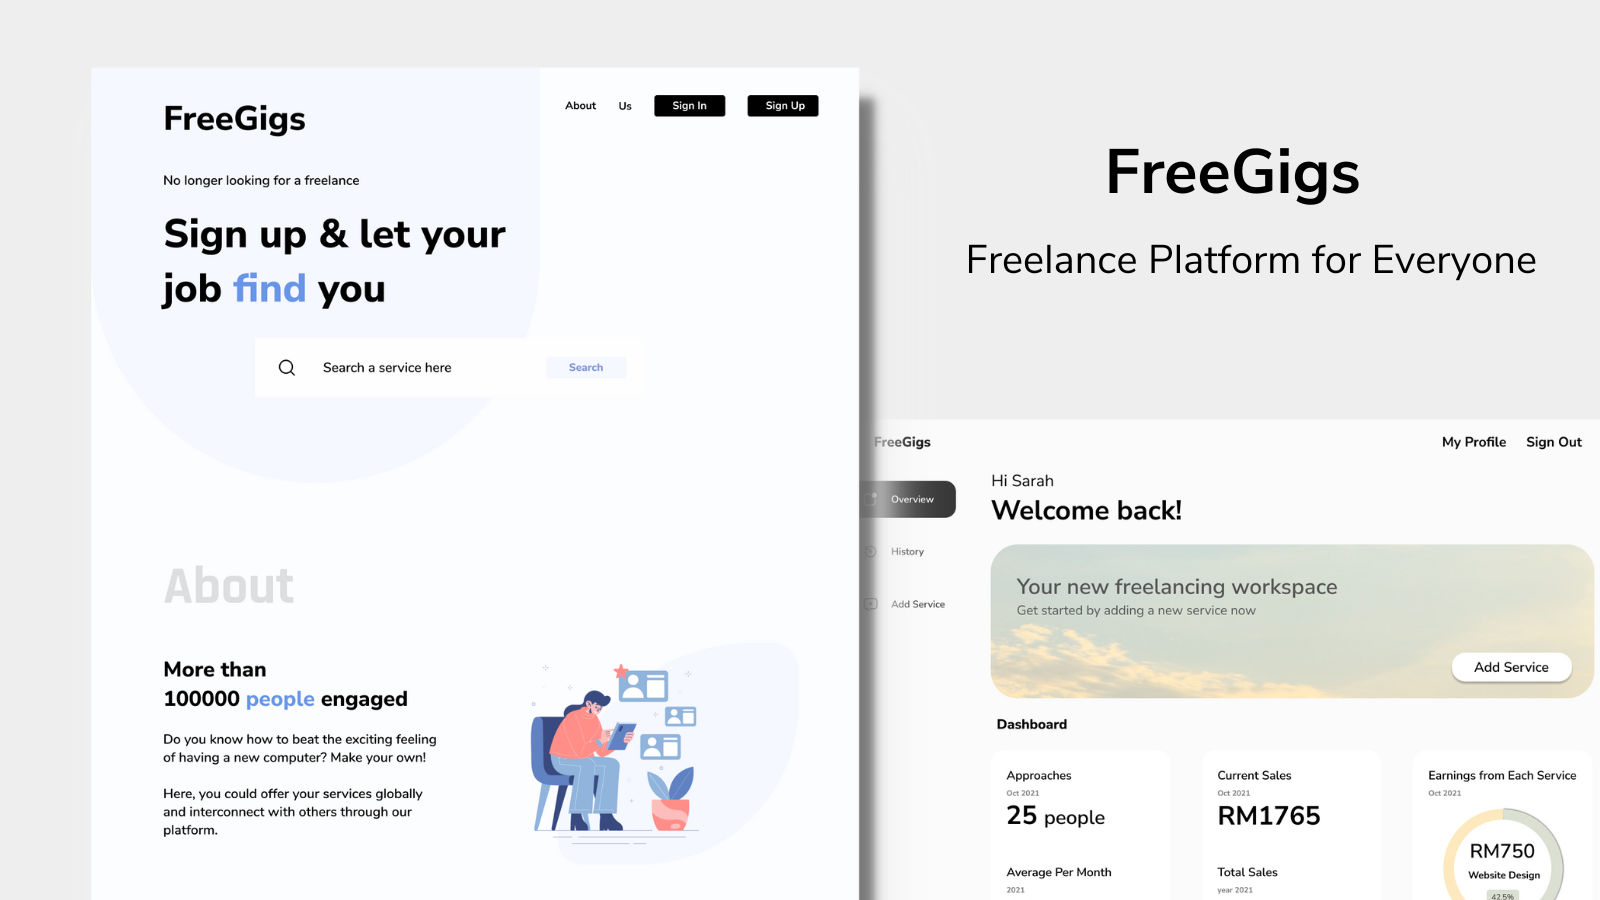 FreeGigs
About
Us
Sign In
Sign Up
No longer looking for a freelance
Sign up & let your
job find you
Search a service here
Search
About
More than
100000 people engaged
Do you know how to beat the exciting feeling
of having a new computer? Make your own!
Here, you could offer your services globally
and interconnect with others through our
platform.
FreeGigs
Freelance Platform for Everyone
FreeGigs
My Profile
Sign Out
Overview
History
Add Service
Hi Sarah
Welcome back!
Your new freelancing workspace
Get started by adding a new service now
Add Service
Dashboard
Approaches
Oct 2021
25 people
Average Per Month
2021
Current Sales
Oct 2021
RM1765
Total Sales
year 2021
Earnings from Each Service
Oct 2021
RM750
Website Design
42.5%